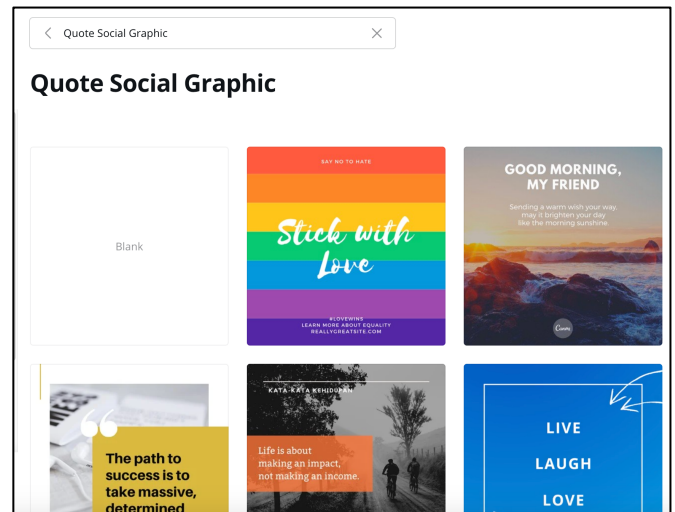 Quote Social Graphic
Quote Social Graphic
Blank
SAY NO TO HATE
Stick with
Love
#LOVEWINS
LEARN MORE ABOUT EQUALITY
REALLYGREATSITE.COM
GOOD MORNING,
MY FRIEND
Sending a warm wish your way,
may it brighten your day
like the morning sunshine.
Canva
The path to
success is to
take massive,
determined
KATA-KATA KEHIDUPAN
Life is about
making an impact,
not making an income.
LIVE
LAUGH
LOVE